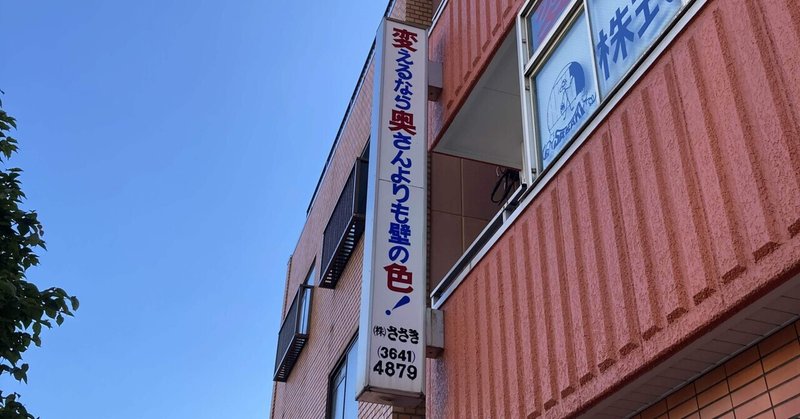 変えるなら奥さんよりも壁の色!
(株)ささき
(3641)
4879
株式